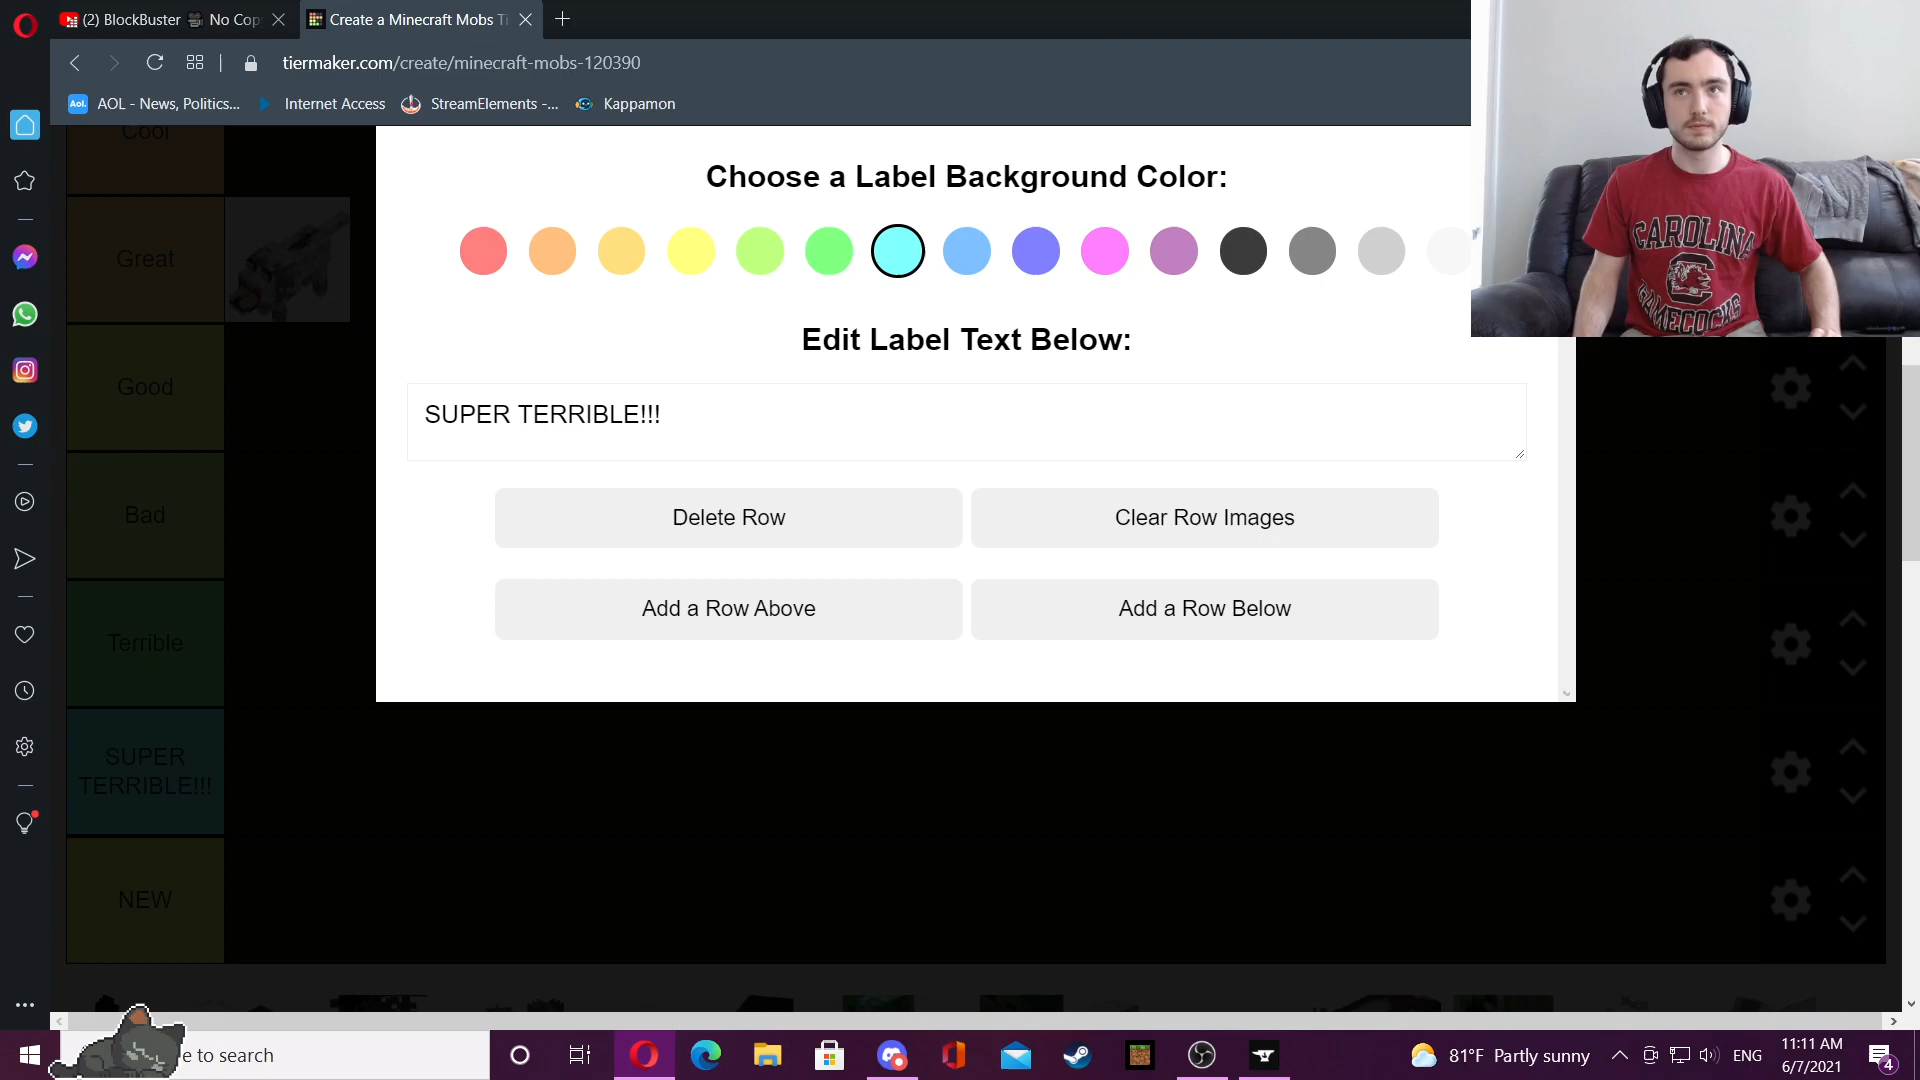 (2) BlockBuster 🎥 No Cop
Create a Minecraft Mobs Ti
tiermaker.com/create/minecraft-mobs-120390
Aol. AOL - News, Politics...
Internet Access
StreamElements -...
Kappamon
Cool
Great
Good
Bad
Terrible
SUPER
TERRIBLE!!!
NEW
Choose a Label Background Color:
Edit Label Text Below:
SUPER TERRIBLE!!!
Delete Row
Clear Row Images
Add a Row Above
Add a Row Below
CAROLINA
C
GAMECOCKS
e to search
81°F Partly sunny
ENG
11:11 AM
6/7/2021
4